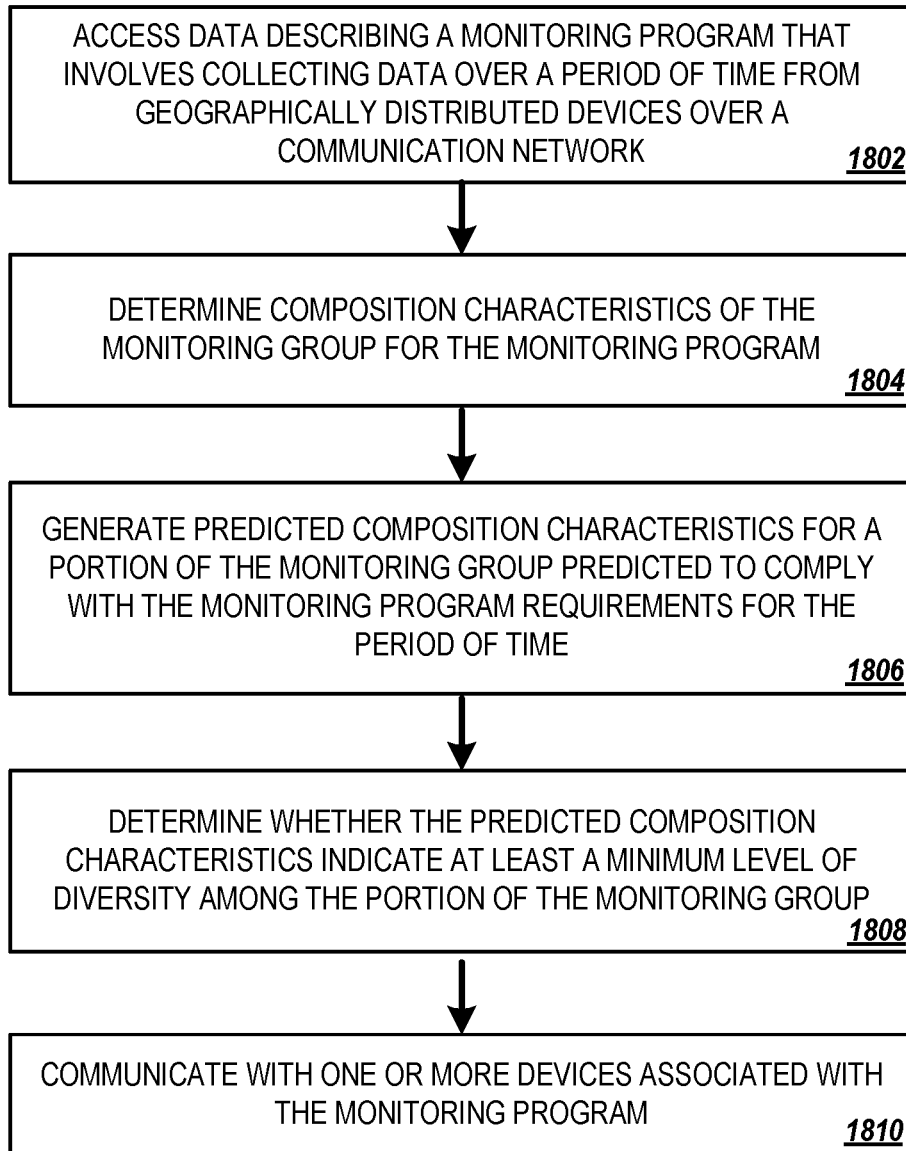 ACCESS DATA DESCRIBING A MONITORING PROGRAM THAT
INVOLVES COLLECTING DATA OVER A PERIOD OF TIME FROM
GEOGRAPHICALLY DISTRIBUTED DEVICES OVER A
COMMUNICATION NETWORK
1802
DETERMINE COMPOSITION CHARACTERISTICS OF THE
MONITORING GROUP FOR THE MONITORING PROGRAM
1804
GENERATE PREDICTED COMPOSITION CHARACTERISTICS FOR A
PORTION OF THE MONITORING GROUP PREDICTED TO COMPLY
WITH THE MONITORING PROGRAM REQUIREMENTS FOR THE
PERIOD OF TIME
1806
DETERMINE WHETHER THE PREDICTED COMPOSITION
CHARACTERISTICS INDICATE AT LEAST A MINIMUM LEVEL OF
DIVERSITY AMONG THE PORTION OF THE MONITORING GROUP
1808
COMMUNICATE WITH ONE OR MORE DEVICES ASSOCIATED WITH
THE MONITORING PROGRAM
1810